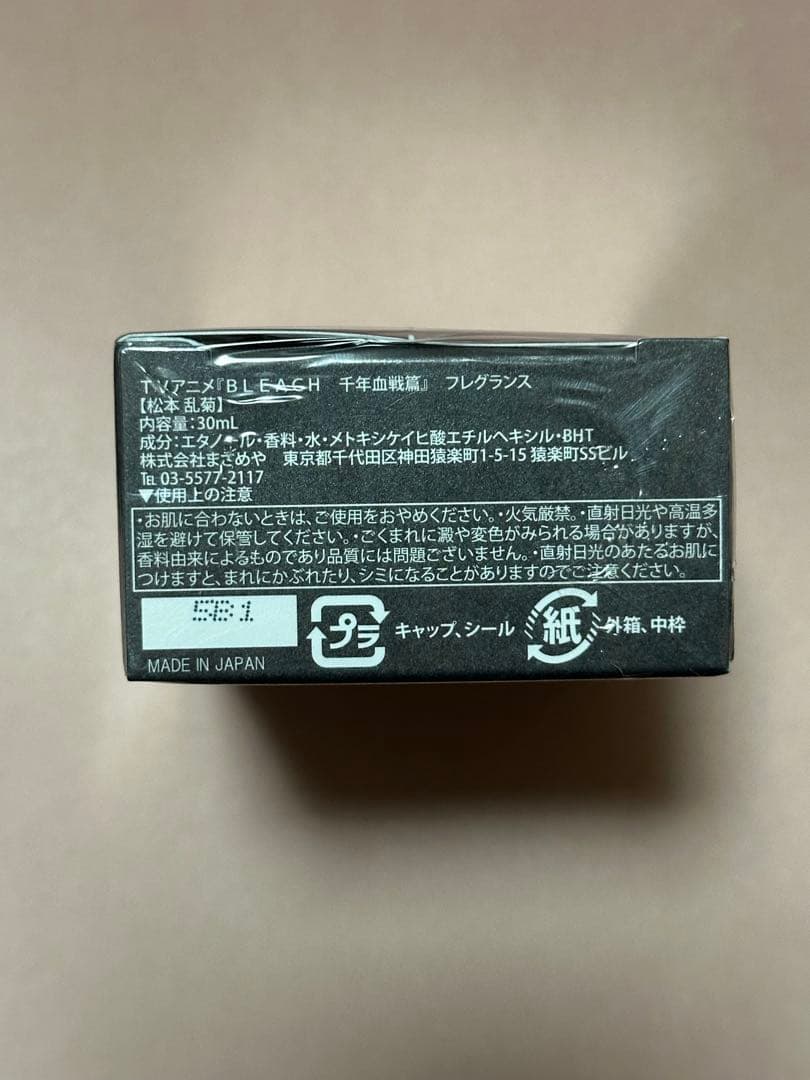 TVアニメ『BLEACH 千年血戦篇』 フレグランス
【松本 乱菊】
内容量:30mL
成分:エタノール・香料・水・メトキシケイヒ酸エチルヘキシル・BHT
株式会社まざめや 東京都千代田区神田猿楽町1-5-15 猿楽町SSビル
℡ 03-5577-2117
▼使用上の注意
・お肌に合わないときは、ご使用をおやめください。・火気厳禁。・直射日光や高温多
湿を避けて保管してください。・ごくまれに澱や変色がみられる場合がありますが、
香料由来によるものであり品質には問題ございません。・直射日光のあたるお肌に
つけますと、まれにかぶれたり、シミになることがありますのでご注意ください。
5B1
プラ キャップ、シール
紙 外箱、中枠
MADE IN JAPAN